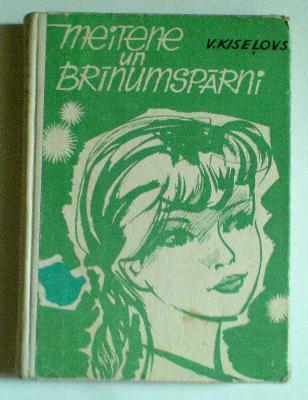 MEITENE
V.KISEĻOVS
un
BRĪNUMSPĀRNI